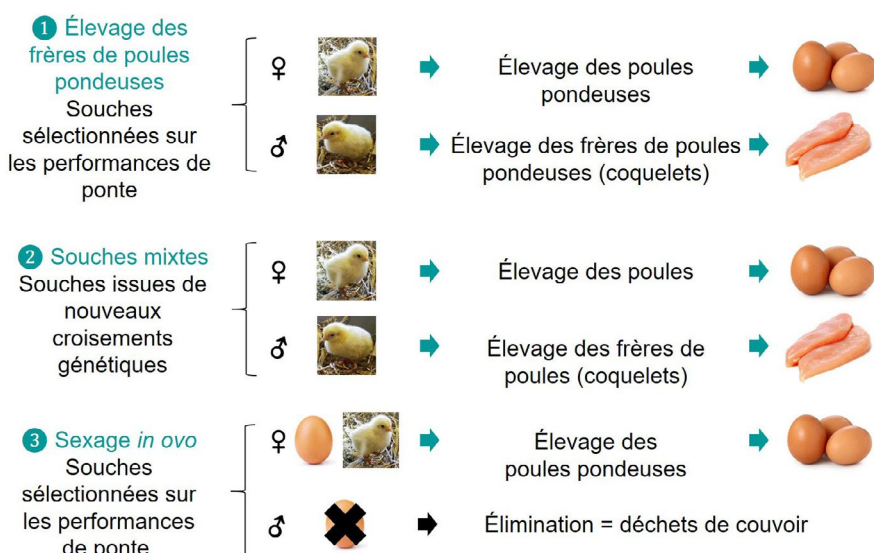 1 Élevage des
frères de poules
pondeuses
Souches
sélectionnées sur
les performances de
ponte
♀
Élevage des poules
pondeuses
♂
Élevage des frères de poules
pondeuses (coquelets)
2 Souches mixtes
Souches issues de
nouveaux
croisements
génétiques
♀
Élevage des poules
♂
Élevage des frères de
poules (coquelets)
3 Sexage in ovo
Souches
sélectionnées sur
les performances
de ponte
♀
Élevage des
poules pondeuses
♂
Élimination = déchets de couvoir